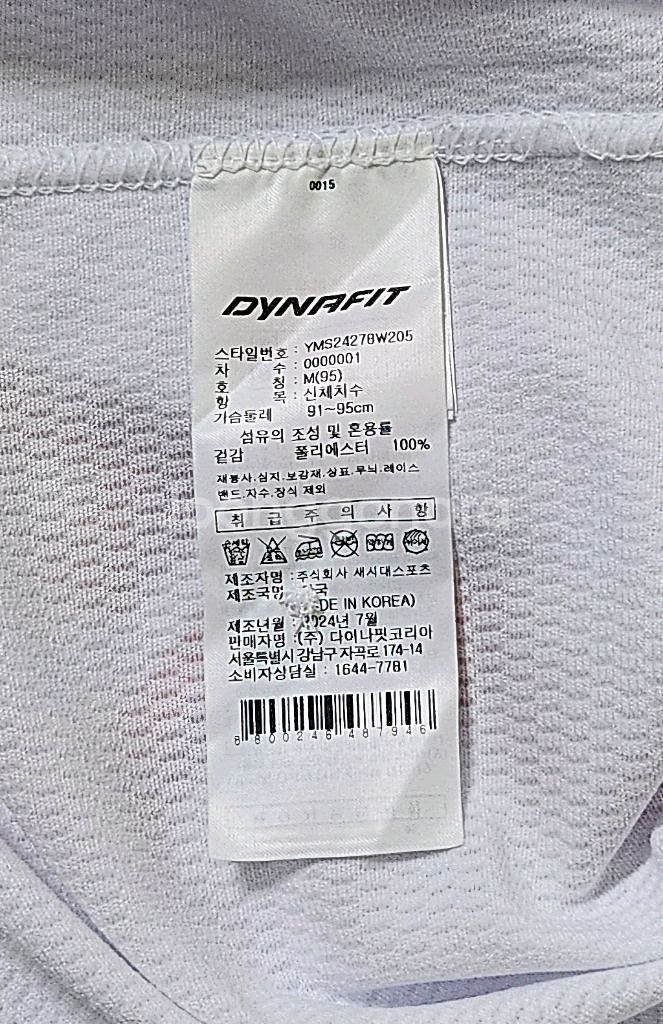 0015
DYNAFIT
스타일번호 : YMS24278W205
차 수 : 0000001
호 칭 : M(95)
항 목 : 신체치수
가슴둘레 91~95cm
섬유의 조성 및 혼용률
겉감 폴리에스터 100%
재봉사.심지.보강재.상표.무늬.레이스
밴드.자수.장식 제외
취 급 주 의 사 항
제조자명 : 주식회사 새시대스포츠
제조국명
DE IN KOREA)
제조년월 : 2024년 7월
판매자명 :(주) 다이나핏코리아
서울특별시 강남구 자곡로 174-14
소비자상담실 : 1644-7781
8800246487946